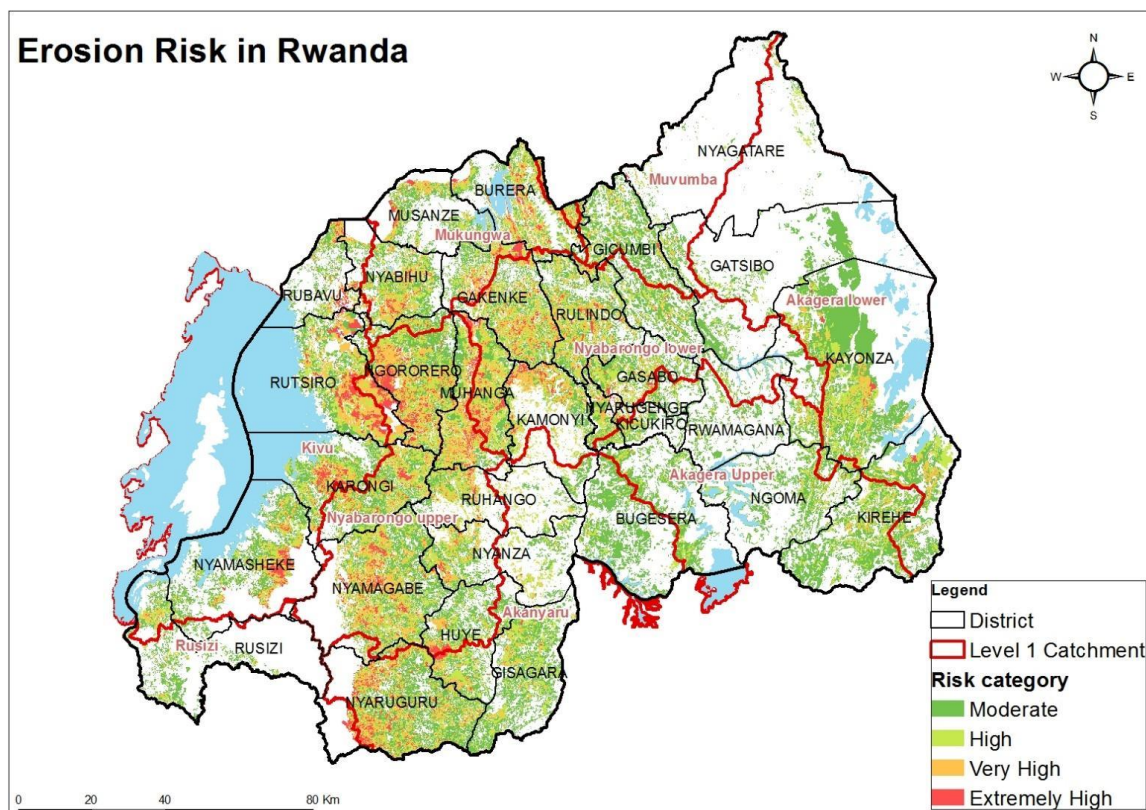 Erosion Risk in Rwanda
N
W E
S
NYAGATARE
Muvumba
BURERA
MUSANZE
Mukungwa
GICUMBI
GATSIBO
NYABIHU
RUBAVU
GAKENKE
Akagera lower
RULINDO
Nyabarongo lower
KAYONZA
NGORORERO
RUTSIRO
MUHANGA
GASABO
NYARUGENGE
KAMONYI
KICUKIRO
RWAMAGANA
Kivu
Akagera Upper
KARONGI
RUHANGO
NGOMA
Nyabarongo upper
BUGESERA
KIREHE
NYANZA
NYAMASHEKE
NYAMAGABE
Akanyaru
HUYE
Rusizi
RUSIZI
GISAGARA
NYARUGURU
Legend
District
Level 1 Catchment
Risk category
Moderate
High
Very High
Extremely High
0 20 40 80 Km